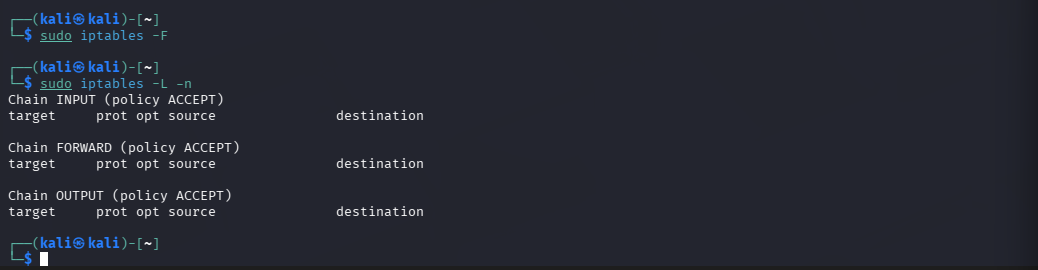 ┌──(kali㉿kali)-[~]
└─$ sudo iptables -F
┌──(kali㉿kali)-[~]
└─$ sudo iptables -L -n
Chain INPUT (policy ACCEPT)
target     prot opt source               destination
Chain FORWARD (policy ACCEPT)
target     prot opt source               destination
Chain OUTPUT (policy ACCEPT)
target     prot opt source               destination
┌──(kali㉿kali)-[~]
└─$